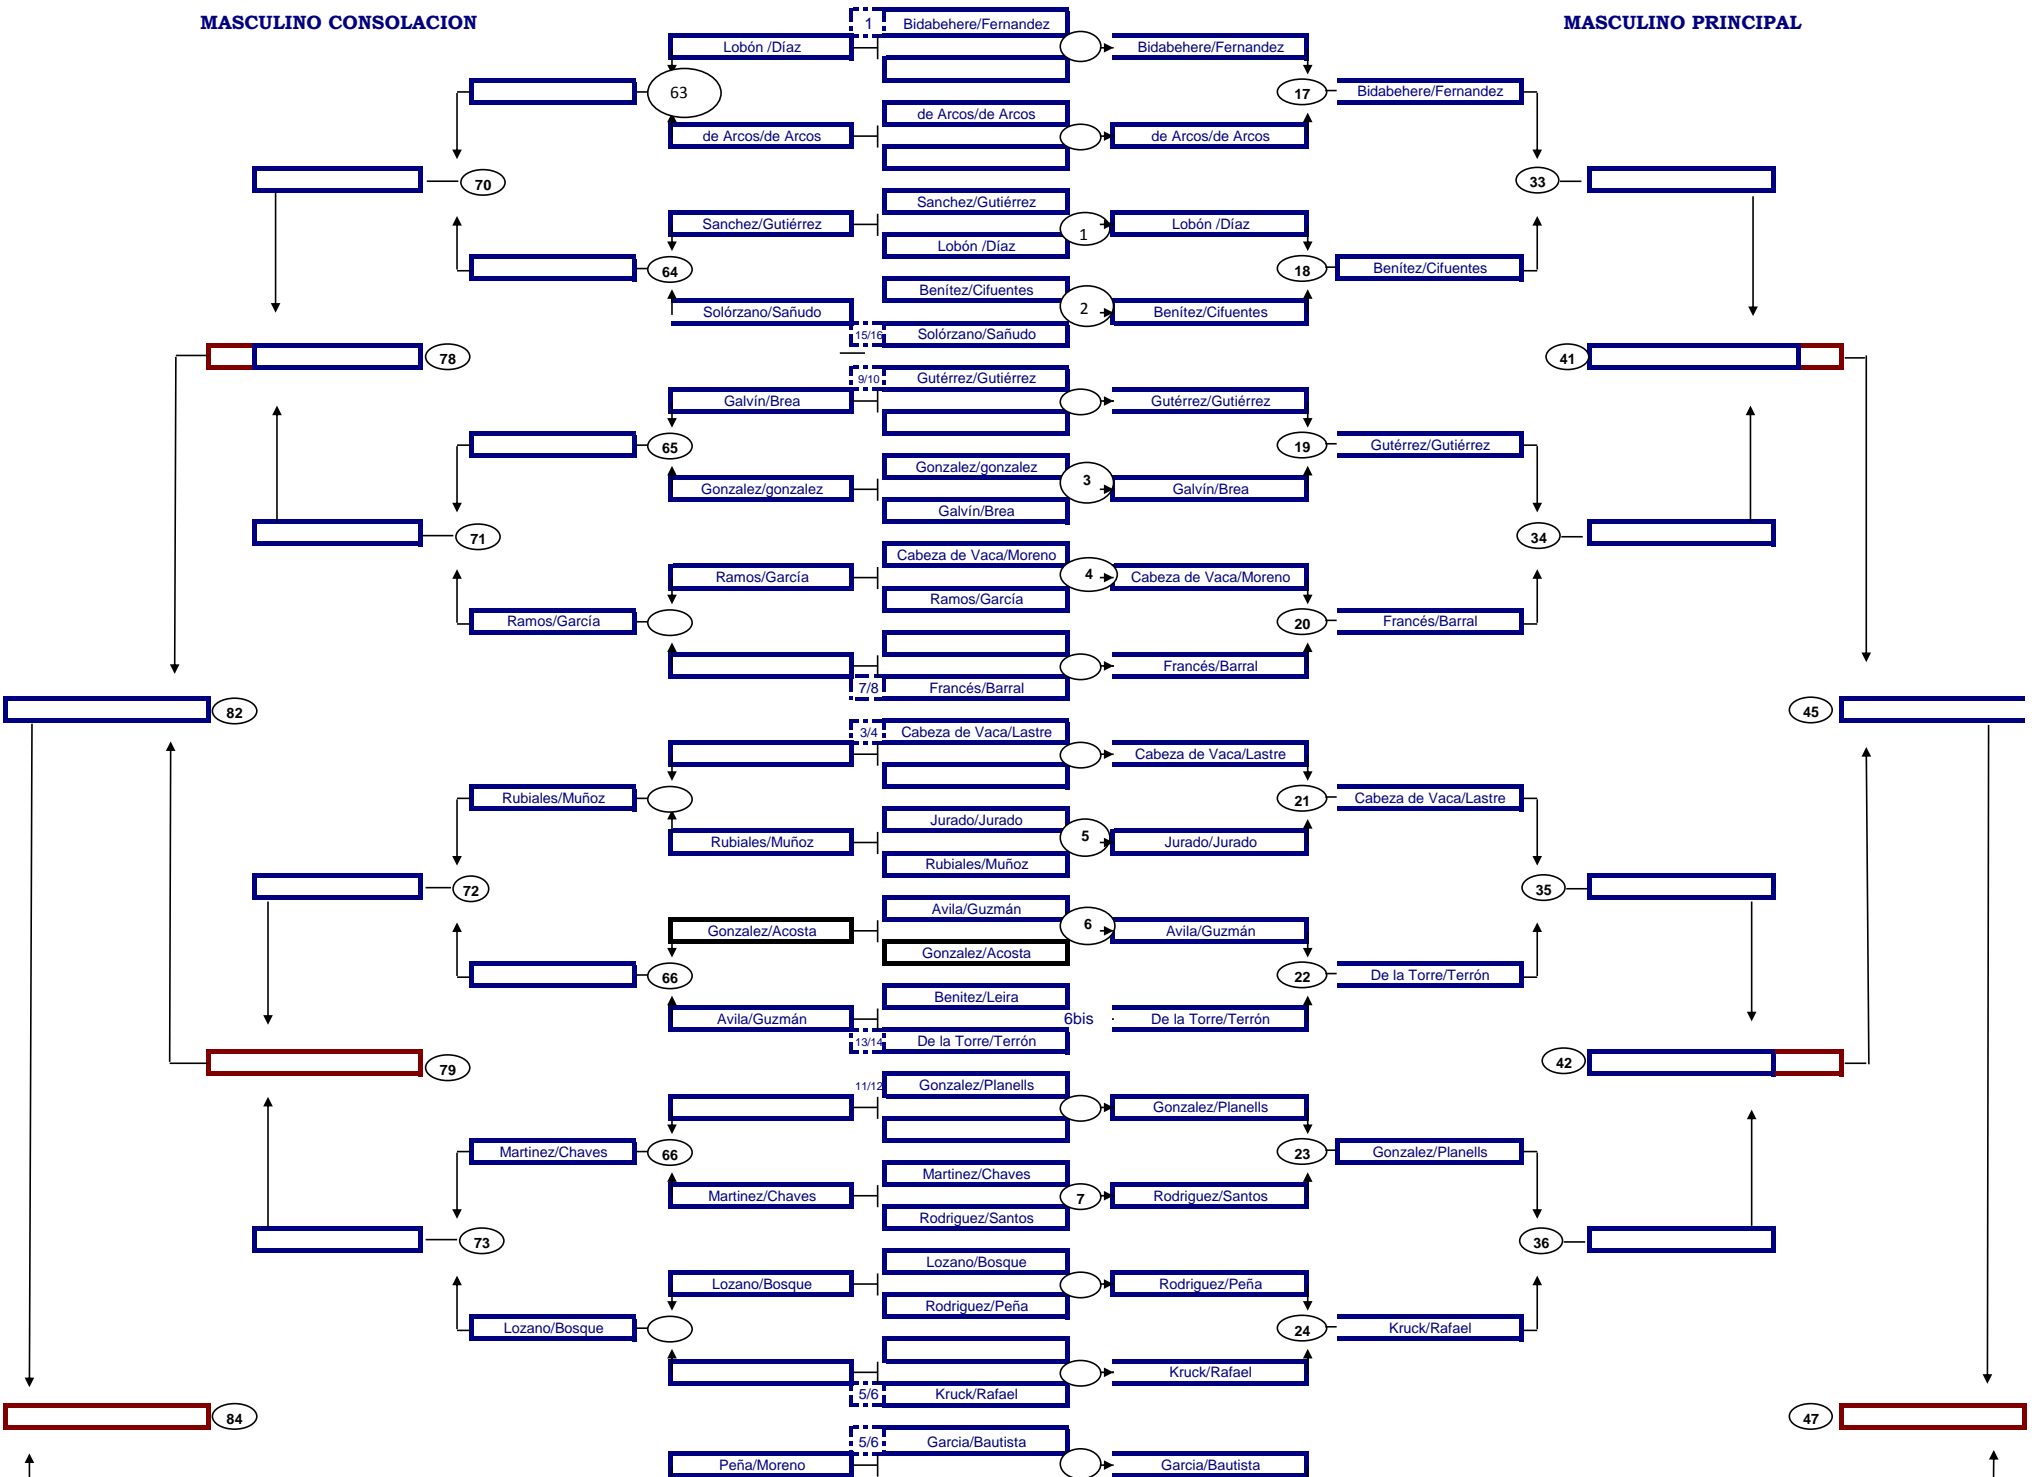 MASCULINO CONSOLACION
MASCULINO PRINCIPAL
1 Bidabehere/Fernandez
Lobón /Díaz
Bidabehere/Fernandez
63
17
Bidabehere/Fernandez
de Arcos/de Arcos
de Arcos/de Arcos
de Arcos/de Arcos
70
33
Sanchez/Gutiérrez
Sanchez/Gutiérrez
1
Lobón /Díaz
Lobón /Díaz
64
18
Benítez/Cifuentes
Benítez/Cifuentes
Solórzano/Sañudo
2
Benítez/Cifuentes
15/16 Solórzano/Sañudo
78
41
9/10 Gutérrez/Gutiérrez
Galvín/Brea
Gutérrez/Gutiérrez
65
19
Gutérrez/Gutiérrez
Gonzalez/gonzalez
Gonzalez/gonzalez
3
Galvín/Brea
Galvín/Brea
71
34
Cabeza de Vaca/Moreno
Ramos/García
4
Cabeza de Vaca/Moreno
Ramos/García
Ramos/García
20
Francés/Barral
Francés/Barral
7/8 Francés/Barral
82
45
3/4 Cabeza de Vaca/Lastre
Cabeza de Vaca/Lastre
Rubiales/Muñoz
21
Cabeza de Vaca/Lastre
Jurado/Jurado
Rubiales/Muñoz
5
Jurado/Jurado
Rubiales/Muñoz
72
35
Avila/Guzmán
Gonzalez/Acosta
6
Avila/Guzmán
Gonzalez/Acosta
66
22
De la Torre/Terrón
Benitez/Leira
Avila/Guzmán
6bis
De la Torre/Terrón
13/14 De la Torre/Terrón
79
42
11/12 Gonzalez/Planells
Gonzalez/Planells
Martinez/Chaves
66
23
Gonzalez/Planells
Martinez/Chaves
Martinez/Chaves
7
Rodriguez/Santos
Rodriguez/Santos
73
36
Lozano/Bosque
Lozano/Bosque
Rodriguez/Peña
Rodriguez/Peña
Lozano/Bosque
24
Kruck/Rafael
Kruck/Rafael
5/6 Kruck/Rafael
84
47
5/6 Garcia/Bautista
Peña/Moreno
Garcia/Bautista